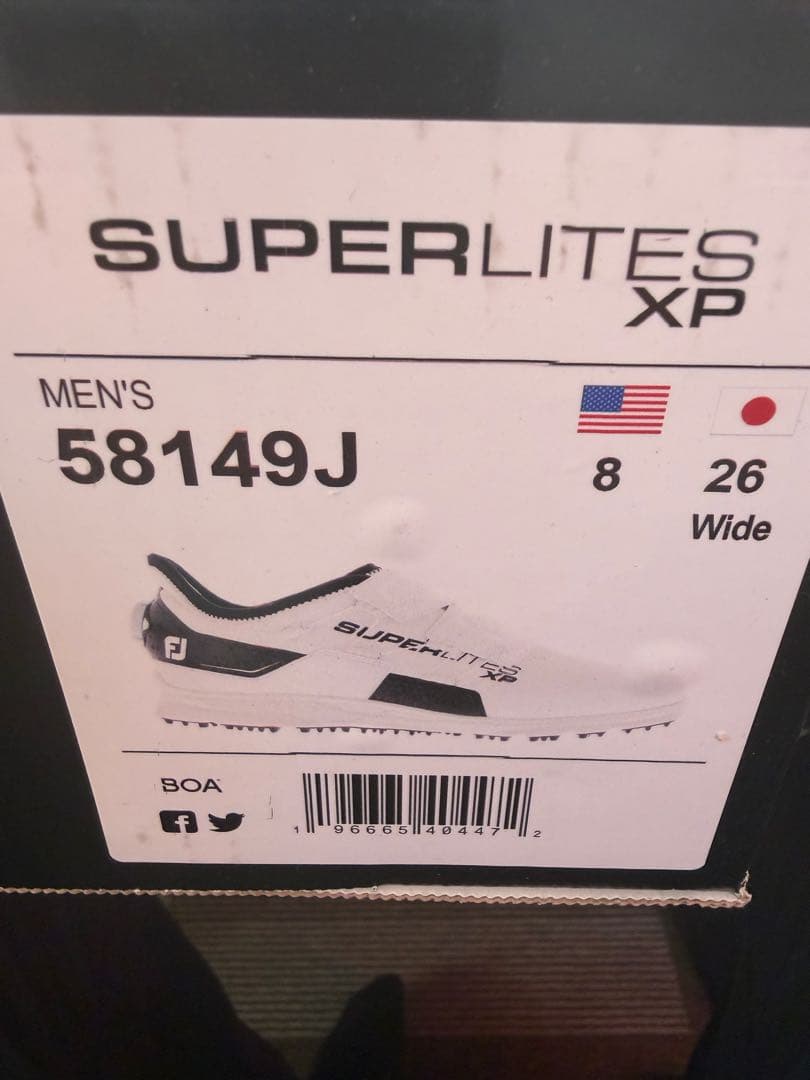 SUPERLITES
XP
MEN'S
58149J
8
26
Wide
FJ
SUPERLITES
XP
BOA
1 96665 40447 2